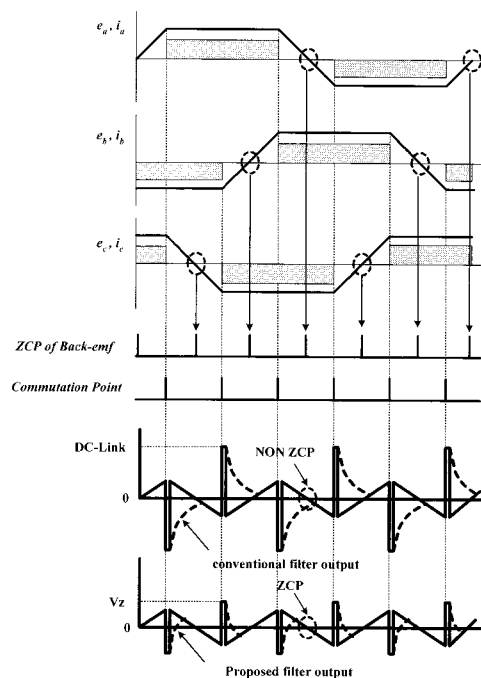 e_a, i_a
e_b, i_b
e_c, i_c
ZCP of Back-emf
Commutation Point
DC-Link
NON ZCP
0
conventional filter output
ZCP
Vz
0
Proposed filter output